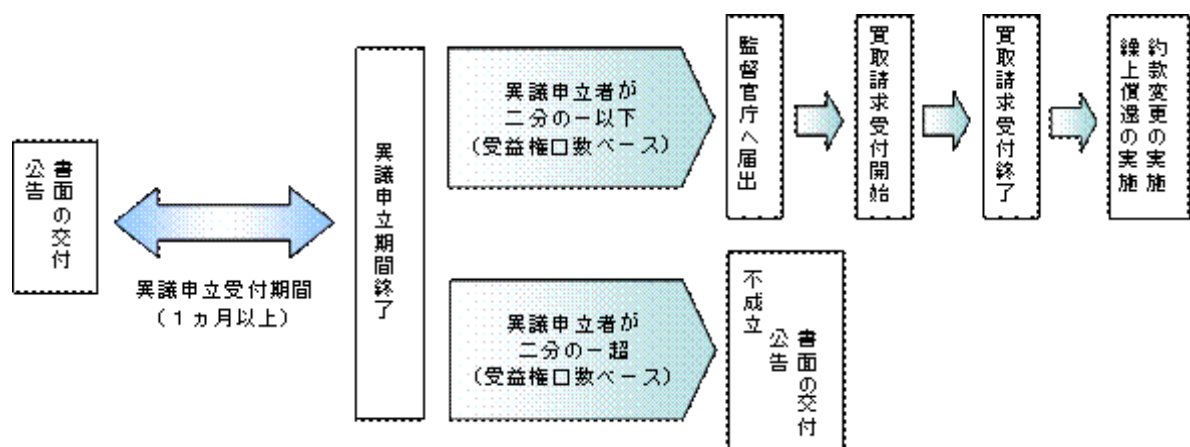 書面の交付
公告
異議申立受付期間
(1ヵ月以上)
異議申立期間終了
異議申立者が
二分の一以下
(受益権口数ベース)
監督官庁へ届出
買取請求受付開始
買取請求受付終了
約款変更の実施
繰上償還の実施
異議申立者が
二分の一超
(受益権口数ベース)
不成立
書面の交付
公告